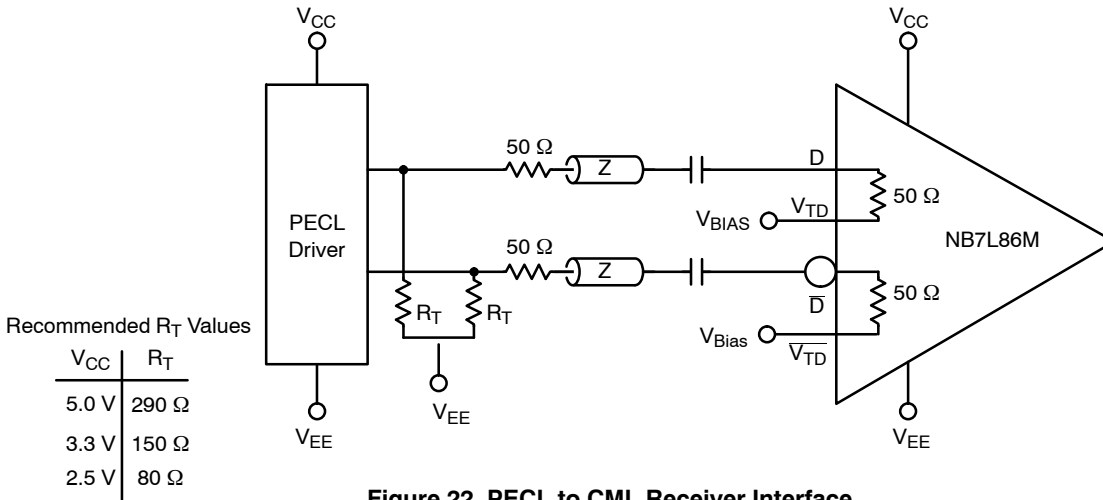 VCC
VCC
50 Ω
Z
D
50 Ω
VBIAS
VTD
PECL
Driver
NB7L86M
50 Ω
Z
D̅
50 Ω
RT
RT
VBias
V̅T̅D̅
VEE
VEE
VEE
Recommended RT Values
VCC RT
5.0 V 290 Ω
3.3 V 150 Ω
2.5 V 80 Ω
Figure 22. PECL to CML Receiver Interface